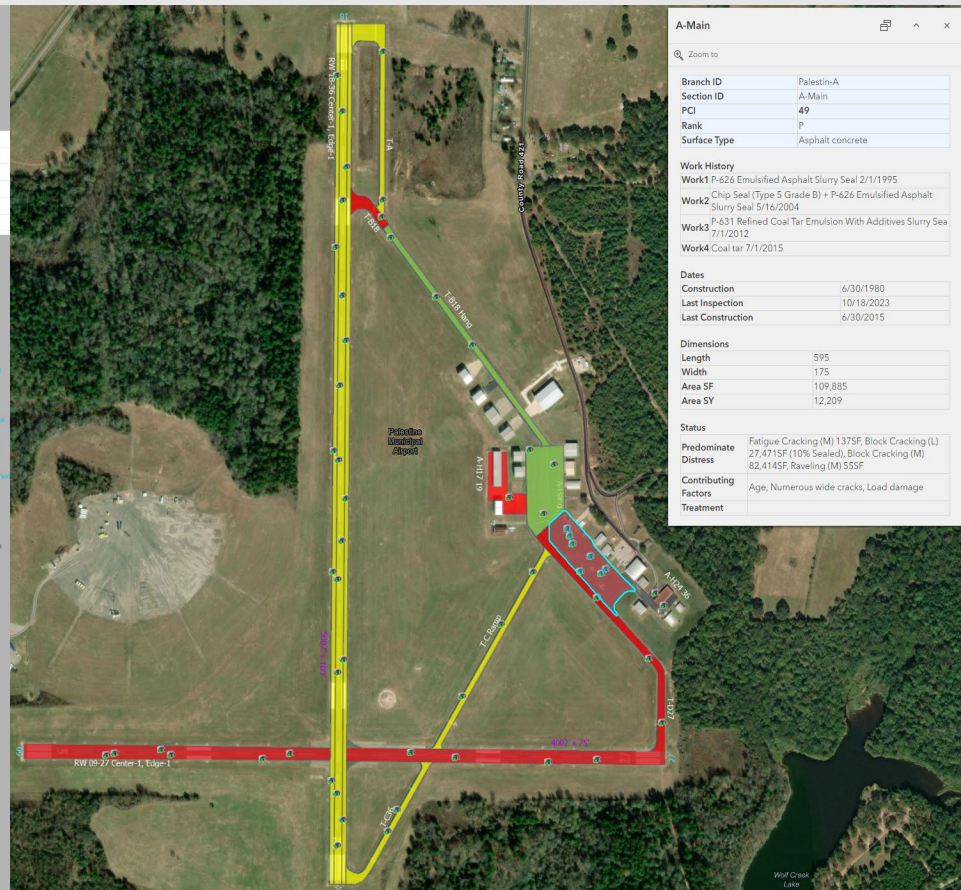 A-Main
Zoom to
Branch ID Palestin-A
Section ID A-Main
PCI 49
Rank P
Surface Type Asphalt concrete
Work History
Work1 P-626 Emulsified Asphalt Slurry Seal 2/1/1995
Work2 Chip Seal (Type 5 Grade B) + P-626 Emulsified Asphalt
Slurry Seal 5/16/2004
Work3 P-631 Refined Coal Tar Emulsion With Additives Slurry Sea
7/1/2012
Work4 Coal tar 7/1/2015
Dates
Construction 6/30/1980
Last Inspection 10/18/2023
Last Construction 6/30/2015
Dimensions
Length 595
Width 175
Area SF 109,885
Area SY 12,209
Status
Predominate Distress Fatigue Cracking (M) 137SF, Block Cracking (L)
27,471SF (10% Sealed), Block Cracking (M)
82,414SF, Raveling (M) 55SF
Contributing Factors Age, Numerous wide cracks, Load damage
Treatment
18
RW 18-36 Center-1, Edge-1
T-A
County Road 421
T-B18
T-B18 Hang
Palestine
Municipal
Airport
A-H17 19
A-H24 36
T-C Ramp
T-D27
09
RW 09-27 Center-1, Edge-1
4002' x 75'
27
T-C36
Wolf Creek
Lake